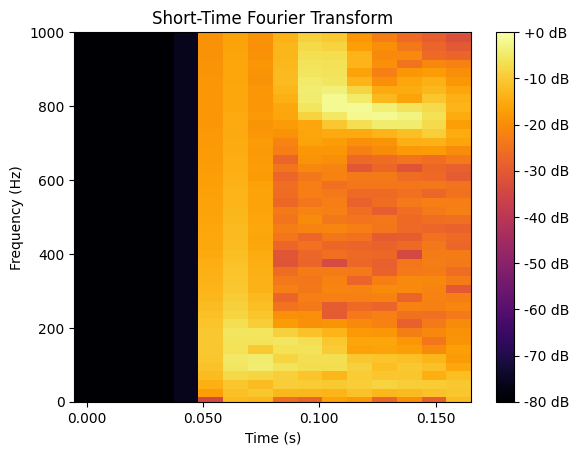 Short-Time Fourier Transform
1000
800
600
400
200
0
Frequency (Hz)
0.000
0.050
0.100
0.150
Time (s)
+0 dB
-10 dB
-20 dB
-30 dB
-40 dB
-50 dB
-60 dB
-70 dB
-80 dB